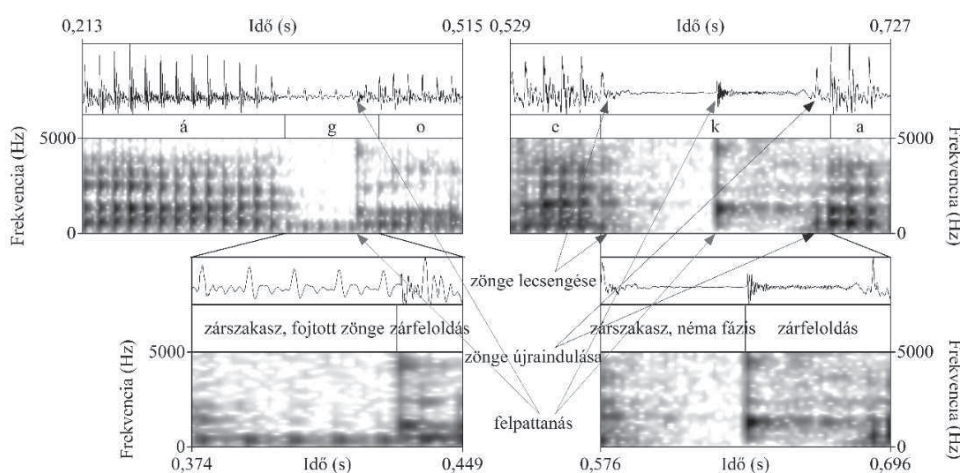 0,213 Idő (s) 0,515 0,529 Idő (s) 0,727
á g o c k a
5000
0
Frekvencia (Hz)
5000
0
Frekvencia (Hz)
zönge lecsengése
zárszakasz, fojtott zönge zárfeloldás
zárszakasz, néma fázis zárfeloldás
zönge újraindulása
felpattanás
5000
0
Frekvencia (Hz)
5000
0
Frekvencia (Hz)
0,374 Idő (s) 0,449 0,576 Idő (s) 0,696